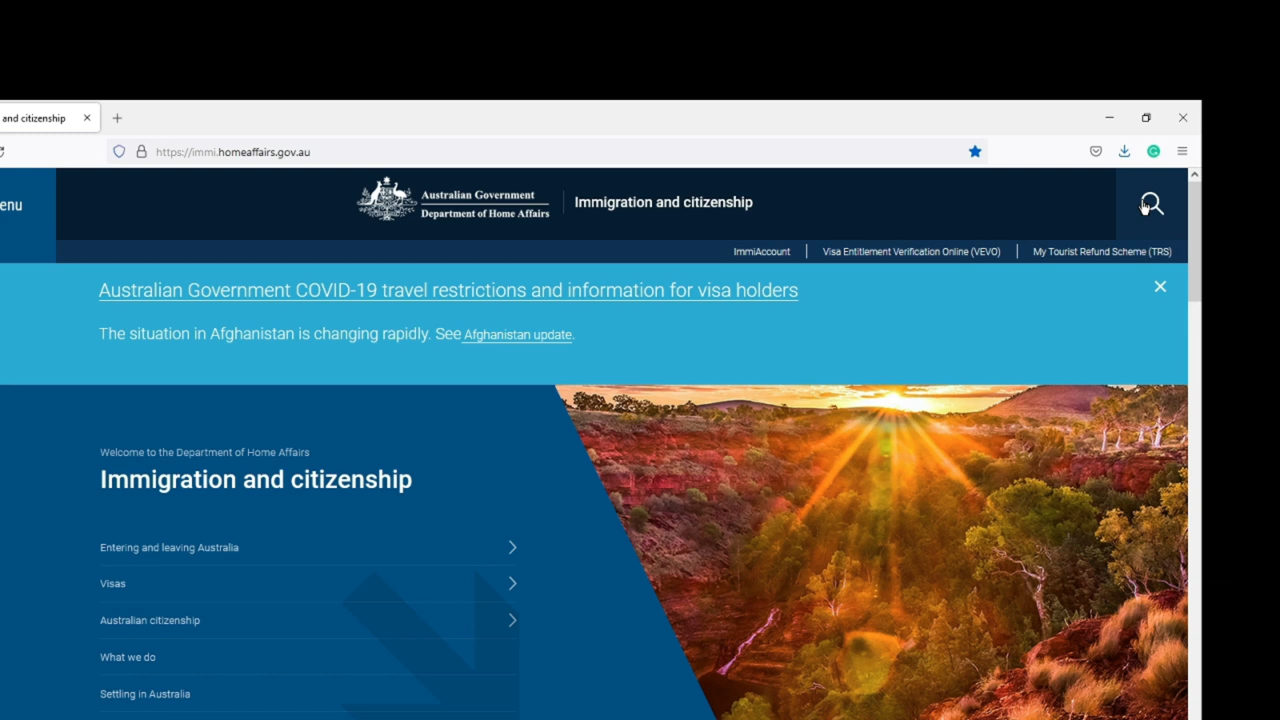 and citizenship
https://immi.homeaffairs.gov.au
enu
Australian Government
Department of Home Affairs
Immigration and citizenship
ImmiAccount
Visa Entitlement Verification Online (VEVO)
My Tourist Refund Scheme (TRS)
Australian Government COVID-19 travel restrictions and information for visa holders
The situation in Afghanistan is changing rapidly. See Afghanistan update.
Welcome to the Department of Home Affairs
Immigration and citizenship
Entering and leaving Australia
Visas
Australian citizenship
What we do
Settling in Australia